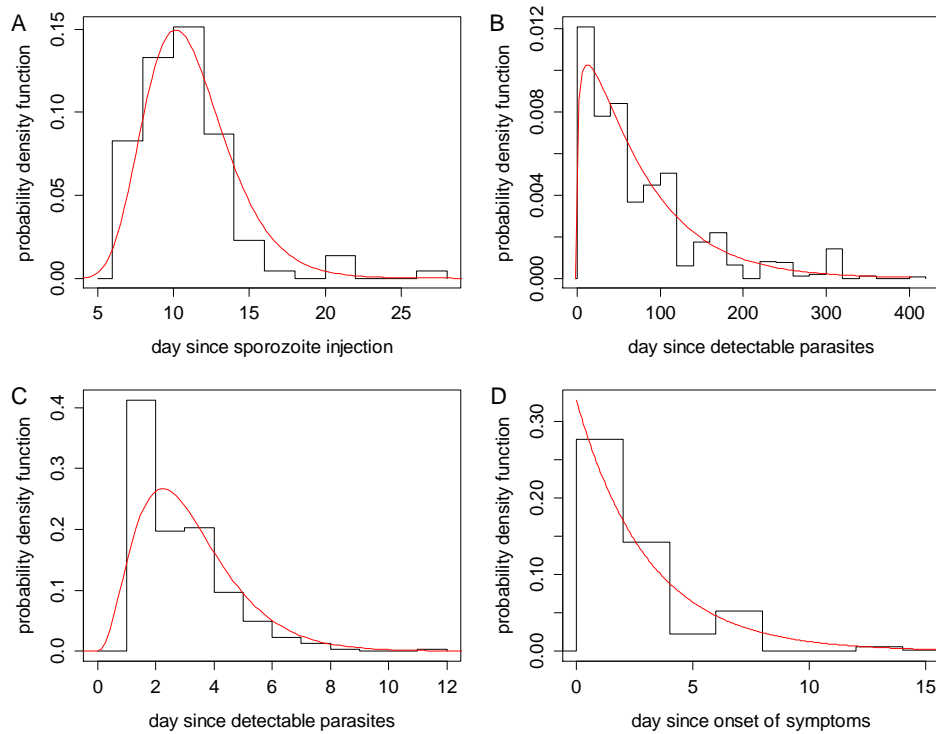 A
probability density function
0.00 0.05 0.10 0.15
5 10 15 20 25
day since sporozoite injection
B
probability density function
0.000 0.004 0.008 0.012
0 100 200 300 400
day since detectable parasites
C
probability density function
0.0 0.1 0.2 0.3 0.4
0 2 4 6 8 10 12
day since detectable parasites
D
probability density function
0.00 0.10 0.20 0.30
0 5 10 15
day since onset of symptoms